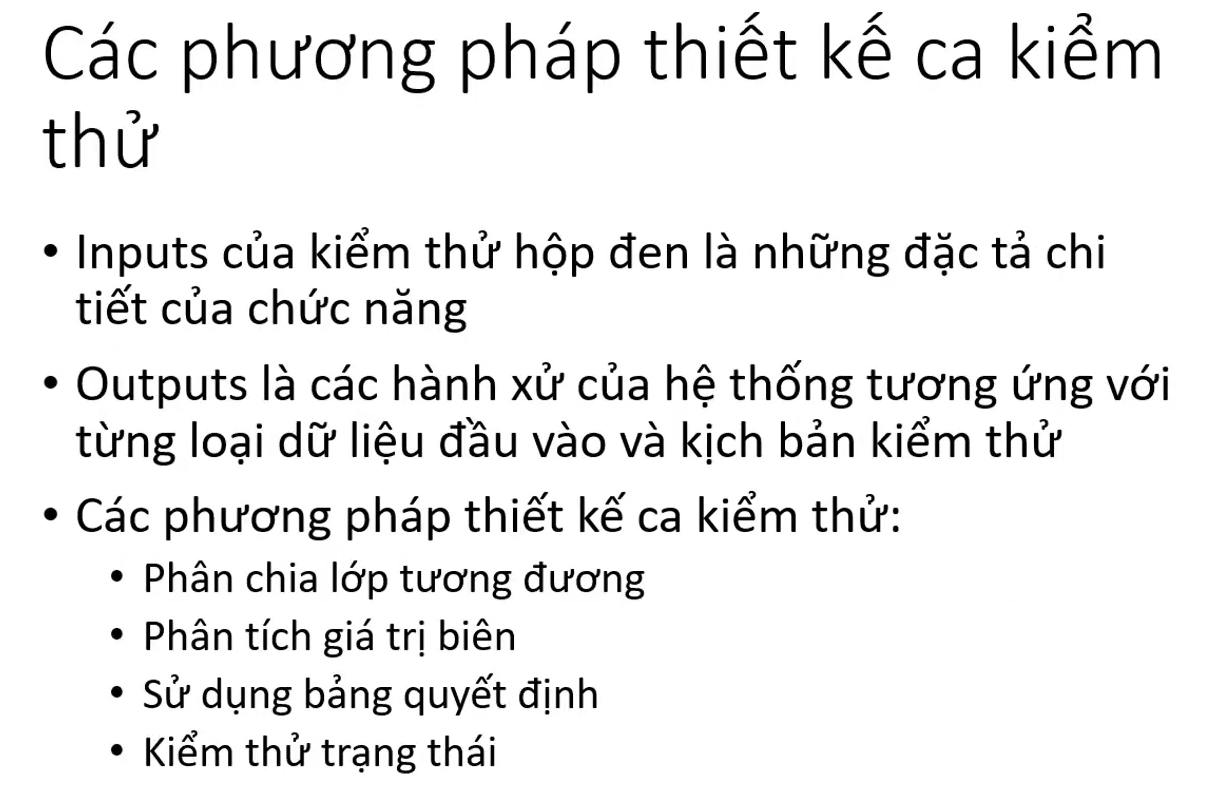 Các phương pháp thiết kế ca kiểm
thử
• Inputs của kiểm thử hộp đen là những đặc tả chi
tiết của chức năng
• Outputs là các hành xử của hệ thống tương ứng với
từng loại dữ liệu đầu vào và kịch bản kiểm thử
• Các phương pháp thiết kế ca kiểm thử:
• Phân chia lớp tương đương
• Phân tích giá trị biên
• Sử dụng bảng quyết định
• Kiểm thử trạng thái